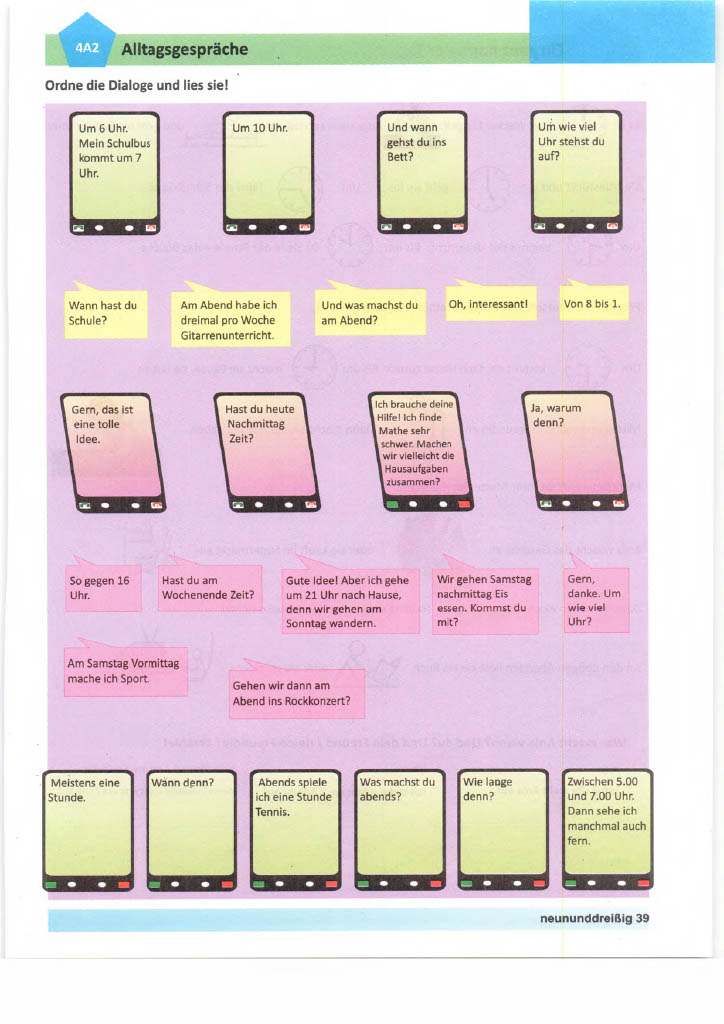 4A2
Alltagsgespräche
Ordne die Dialoge und lies sie!
Um 6 Uhr.
Mein Schulbus
kommt um 7
Uhr.
Um 10 Uhr.
Und wann
gehst du ins
Bett?
Um wie viel
Uhr stehst du
auf?
Wann hast du
Schule?
Am Abend habe ich
dreimal pro Woche
Gitarrenunterricht.
Und was machst du
am Abend?
Oh, interessant!
Von 8 bis 1.
Gern, das ist
eine tolle
Idee.
Hast du heute
Nachmittag
Zeit?
Ich brauche deine
Hilfe! Ich finde
Mathe sehr
schwer. Machen
wir vielleicht die
Hausaufgaben
zusammen?
Ja, warum
denn?
So gegen 16
Uhr.
Hast du am
Wochenende Zeit?
Gute Idee! Aber ich gehe
um 21 Uhr nach Hause,
denn wir gehen am
Sonntag wandern.
Wir gehen Samstag
nachmittag Eis
essen. Kommst du
mit?
Gern,
danke. Um
wie viel
Uhr?
Am Samstag Vormittag
mache ich Sport.
Gehen wir dann am
Abend ins Rockkonzert?
Meistens eine
Stunde.
Wann denn?
Abends spiele
ich eine Stunde
Tennis.
Was machst du
abends?
Wie lange
denn?
Zwischen 5.00
und 7.00 Uhr.
Dann sehe ich
manchmal auch
fern.
neununddreißig 39